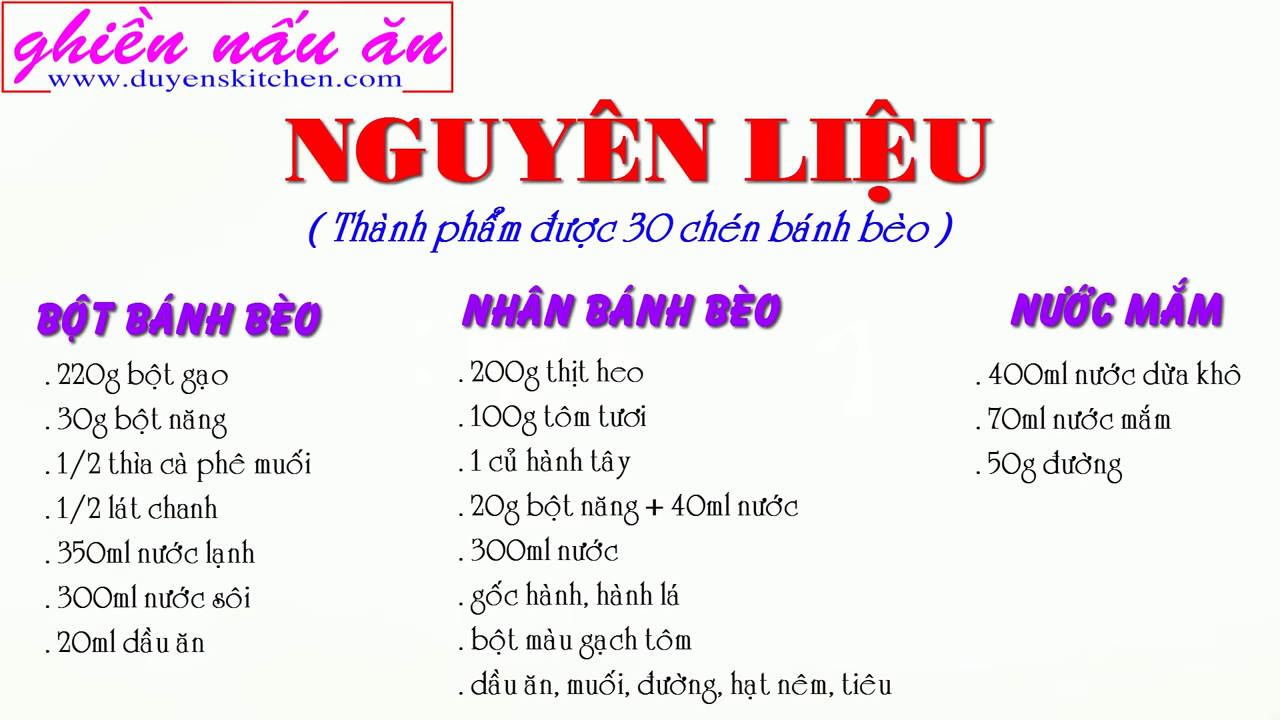 ghiền nấu ăn
www.duyenskitchen.com
NGUYÊN LIỆU
( Thành phẩm được 30 chén bánh bèo )
BỘT BÁNH BÈO
. 220g bột gạo
. 30g bột năng
. 1/2 thìa cà phê muối
. 1/2 lát chanh
. 350ml nước lạnh
. 300ml nước sôi
. 20ml dầu ăn
NHÂN BÁNH BÈO
. 200g thịt heo
. 100g tôm tươi
. 1 củ hành tây
. 20g bột năng + 40ml nước
. 300ml nước
. gốc hành, hành lá
. bột màu gạch tôm
. dầu ăn, muối, đường, hạt nêm, tiêu
NƯỚC MẮM
. 400ml nước dừa khô
. 70ml nước mắm
. 50g đường